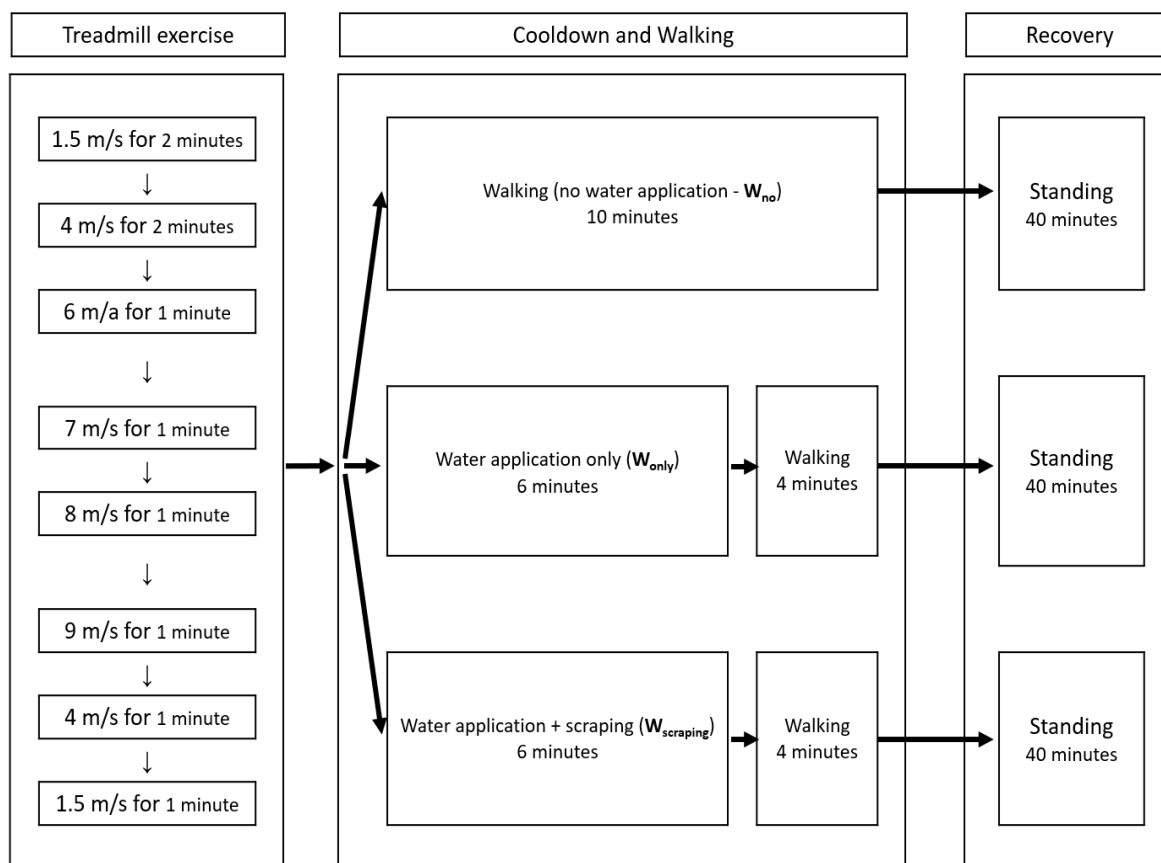 Treadmill exercise
1.5 m/s for 2 minutes
↓
4 m/s for 2 minutes
↓
6 m/a for 1 minute
↓
7 m/s for 1 minute
↓
8 m/s for 1 minute
↓
9 m/s for 1 minute
↓
4 m/s for 1 minute
↓
1.5 m/s for 1 minute
Cooldown and Walking
Walking (no water application - Wno)
10 minutes
Water application only (Wonly)
6 minutes
Walking
4 minutes
Water application + scraping (Wscraping)
6 minutes
Walking
4 minutes
Recovery
Standing
40 minutes
Standing
40 minutes
Standing
40 minutes